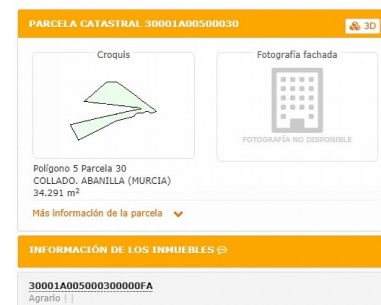 PARCELA CATASTRAL 30001A00500030
3D
Croquis
Fotografía fachada
FOTOGRAFÍA NO DISPONIBLE
Polígono 5 Parcela 30
COLLADO. ABANILLA (MURCIA)
34.291 m²
Más información de la parcela
INFORMACIÓN DE LOS INMUEBLES
30001A005000300000FA
Agrario | |